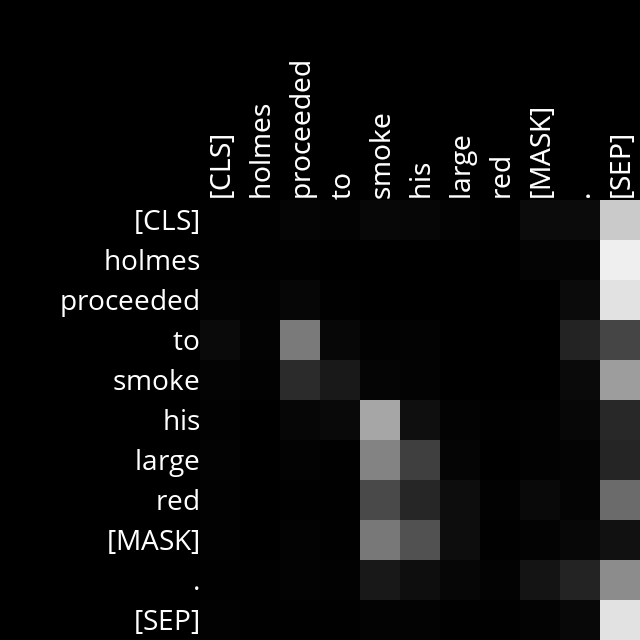 [CLS]
holmes
proceeded
to
smoke
his
large
red
[MASK]
.
[SEP]
[CLS]
holmes
proceeded
to
smoke
his
large
red
[MASK]
.
[SEP]